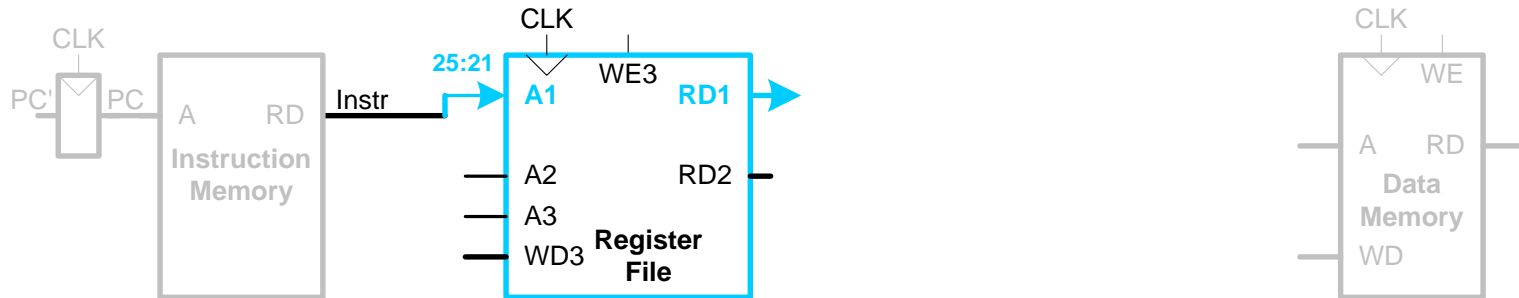 CLK
CLK
CLK
25:21
WE3
WE
PC'
PC
A
RD
Instr
A1
RD1
Instruction
Memory
A2
RD2
A
RD
A3
Data
Memory
Register
File
WD3
WD